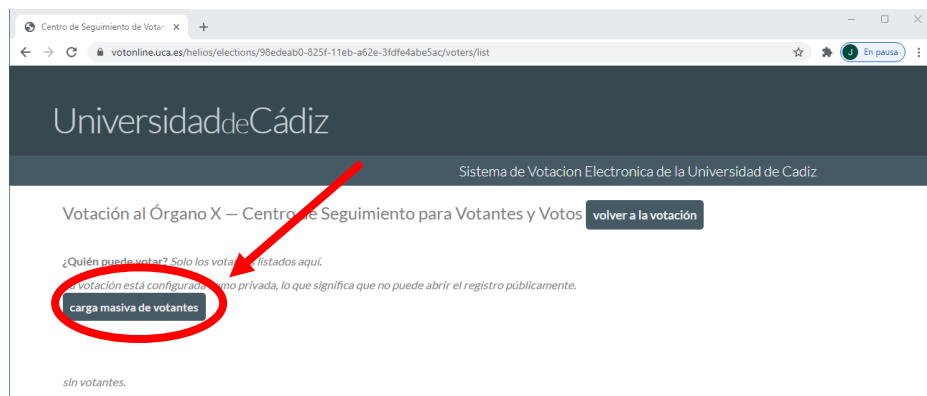 Centro de Seguimiento de Votan
votonline.uca.es/helios/elections/98edeab0-825f-11eb-a62e-3fdfe4abe5ac/voters/list
J En pausa
UniversidaddeCádiz
Sistema de Votacion Electronica de la Universidad de Cadiz
Votación al Órgano X — Centro de Seguimiento para Votantes y Votos volver a la votación
¿Quién puede votar? Solo los votantes listados aquí.
votación está configurada como privada, lo que significa que no puede abrir el registro públicamente.
carga masiva de votantes
sin votantes.